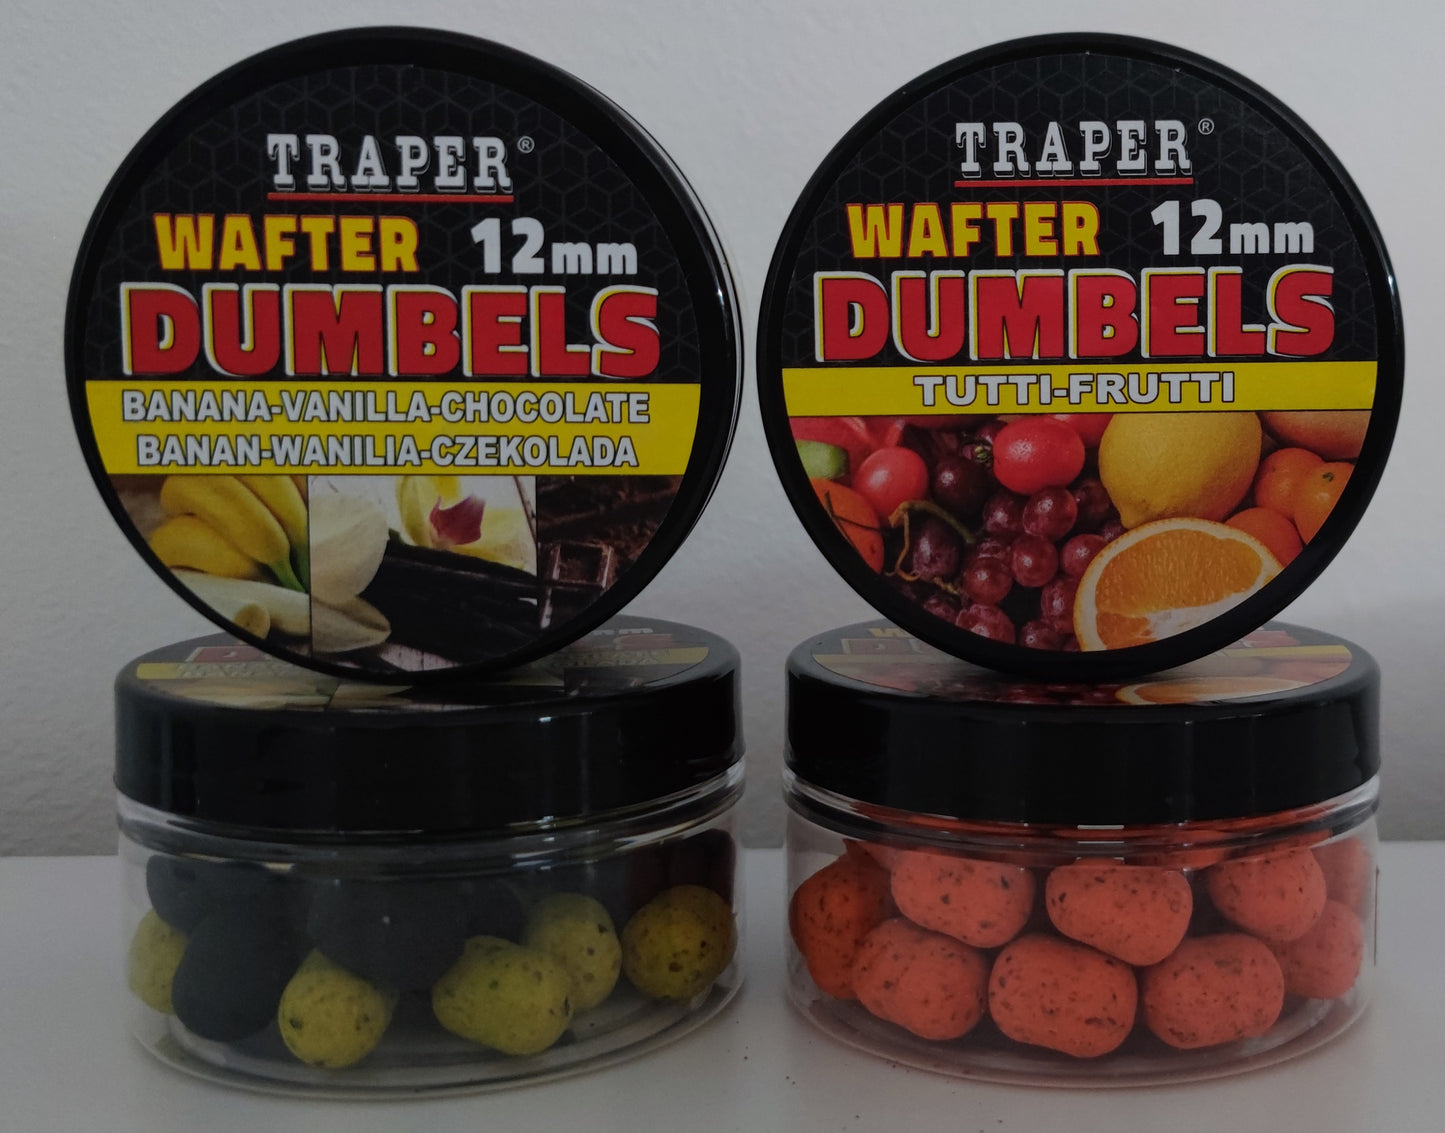 TRAPER®
WAFTER 12mm
DUMBELS
BANANA-VANILLA-CHOCOLATE
BANAN-WANILIA-CZEKOLADA
TRAPER®
WAFTER 12mm
DUMBELS
TUTTI-FRUTTI